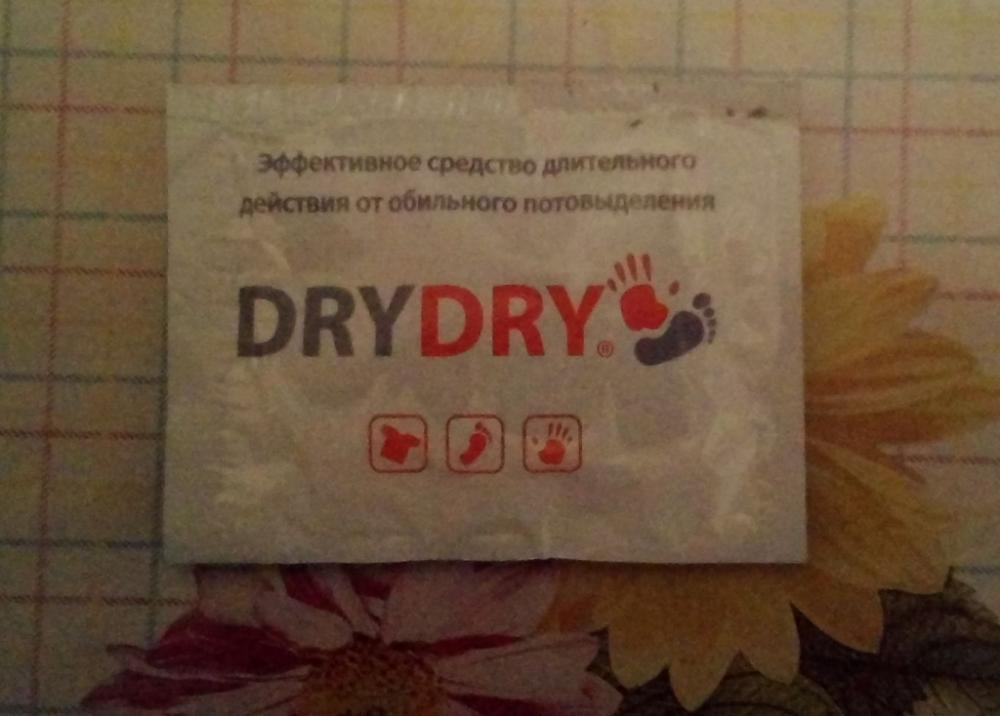 Эффективное средство длительного
действия от обильного потовыделения
DRYDRY®